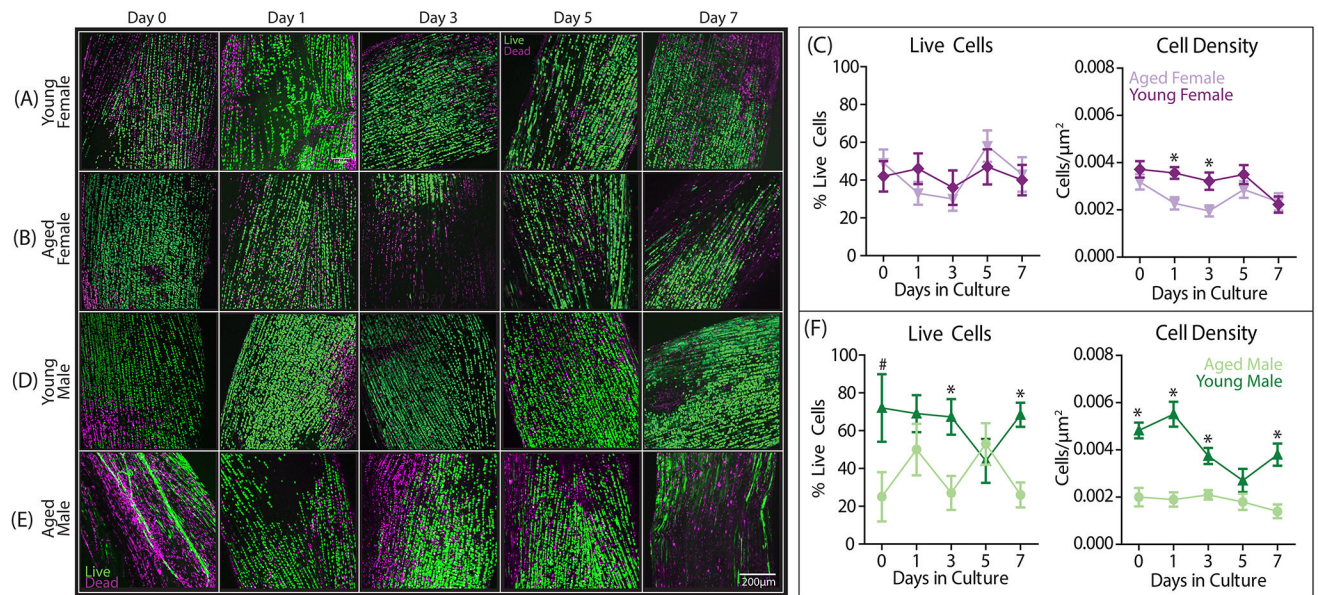 Day 0 Day 1 Day 3 Day 5 Day 7
(A) Young Female
Live
Dead
(B) Aged Female
(D) Young Male
(E) Aged Male
Live
Dead
200μm
(C) Live Cells Cell Density
100
80
60
40
20
0
% Live Cells
0 1 3 5 7
Days in Culture
0.008
0.006
0.004
0.002
0.000
Cells/μm²
Aged Female
Young Female
* *
0 1 3 5 7
Days in Culture
(F) Live Cells Cell Density
100
80
60
40
20
0
% Live Cells
# * *
0 1 3 5 7
Days in Culture
0.008
0.006
0.004
0.002
0.000
Cells/μm²
Aged Male
Young Male
* * * *
0 1 3 5 7
Days in Culture